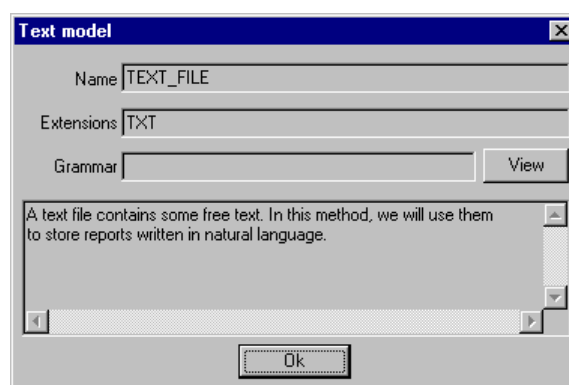 Text model
Name TEXT_FILE
Extensions TXT
Grammar View
A text file contains some free text. In this method, we will use them
to store reports written in natural language.
Ok